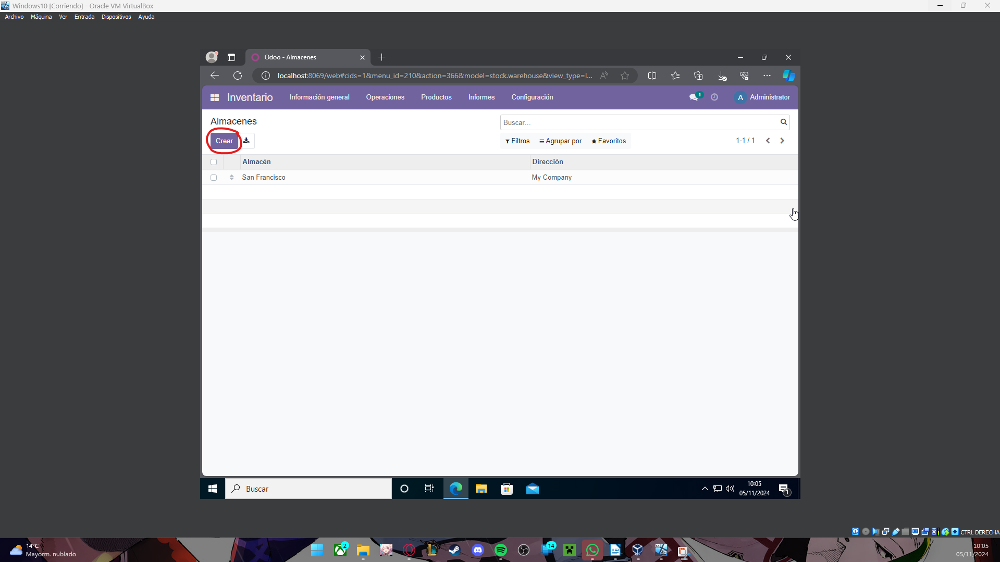 Windows10 [Corriendo] - Oracle VM VirtualBox
Archivo Máquina Ver Entrada Dispositivos Ayuda
Odoo - Almacenes
localhost:8069/web#cids=1&menu_id=210&action=366&model=stock.warehouse&view_type=l...
Inventario Información general Operaciones Productos Informes Configuración 1 A Administrator
Almacenes
Buscar...
Crear
Filtros Agrupar por Favoritos 1-1 / 1
Almacén Dirección
San Francisco My Company
Buscar
10:05
05/11/2024
1
CTRL DERECHA
14°C
Mayorm. nublado
2
14
10:05
05/11/2024